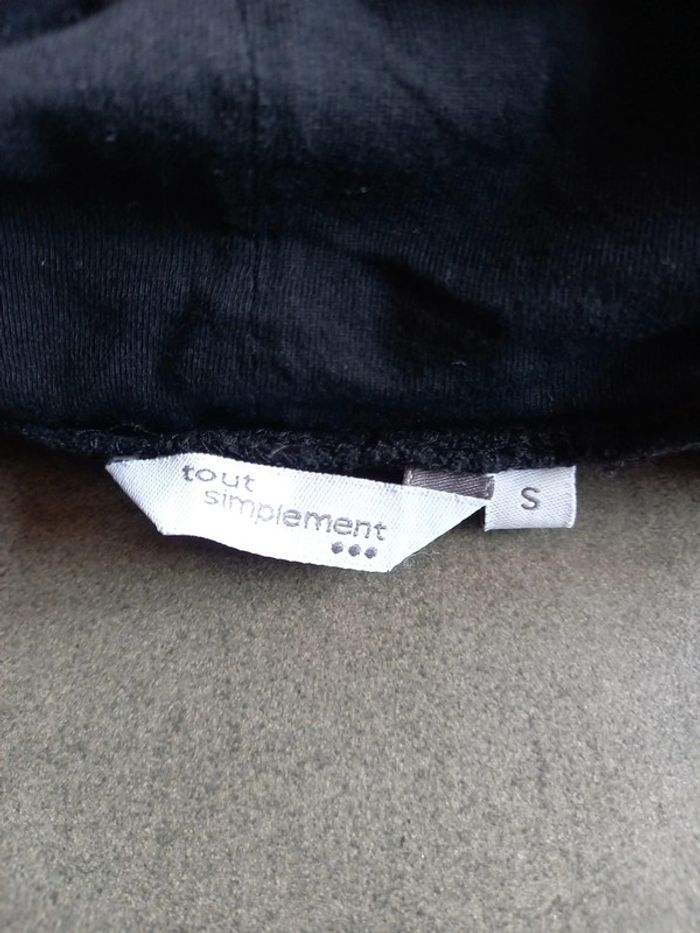 tout
simplement
...
S